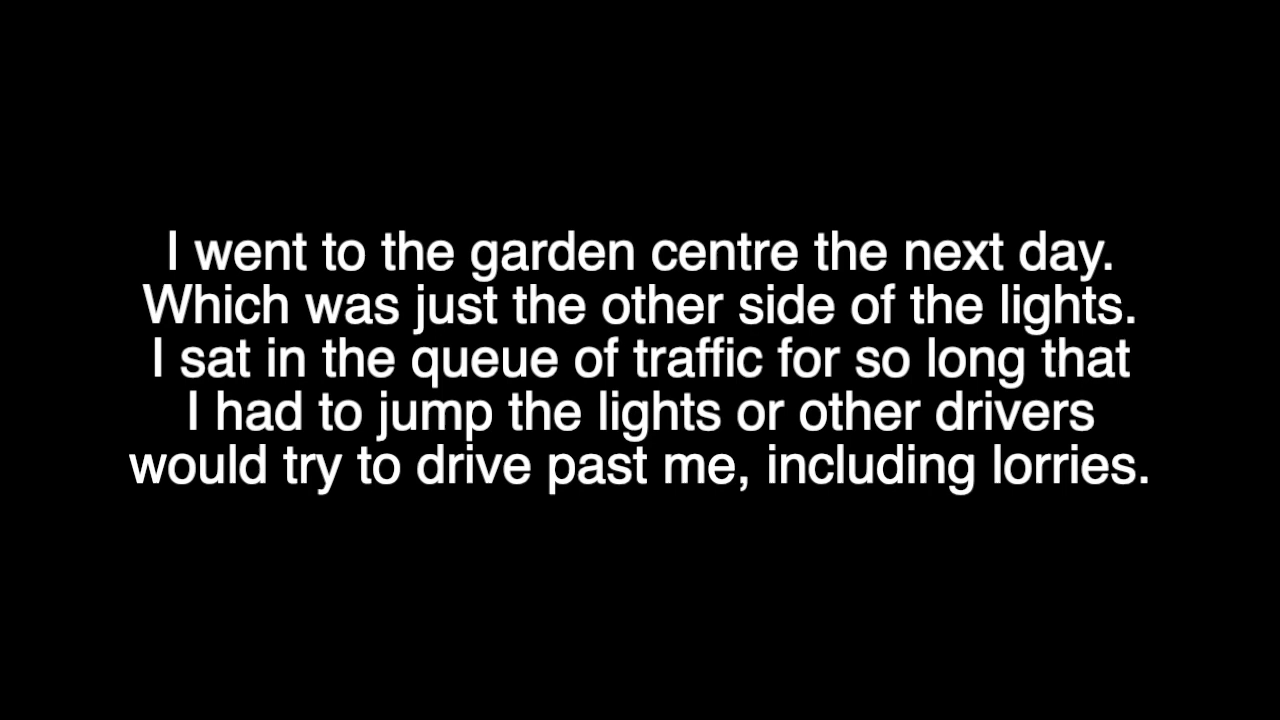 I went to the garden centre the next day.
Which was just the other side of the lights.
I sat in the queue of traffic for so long that
I had to jump the lights or other drivers
would try to drive past me, including lorries.